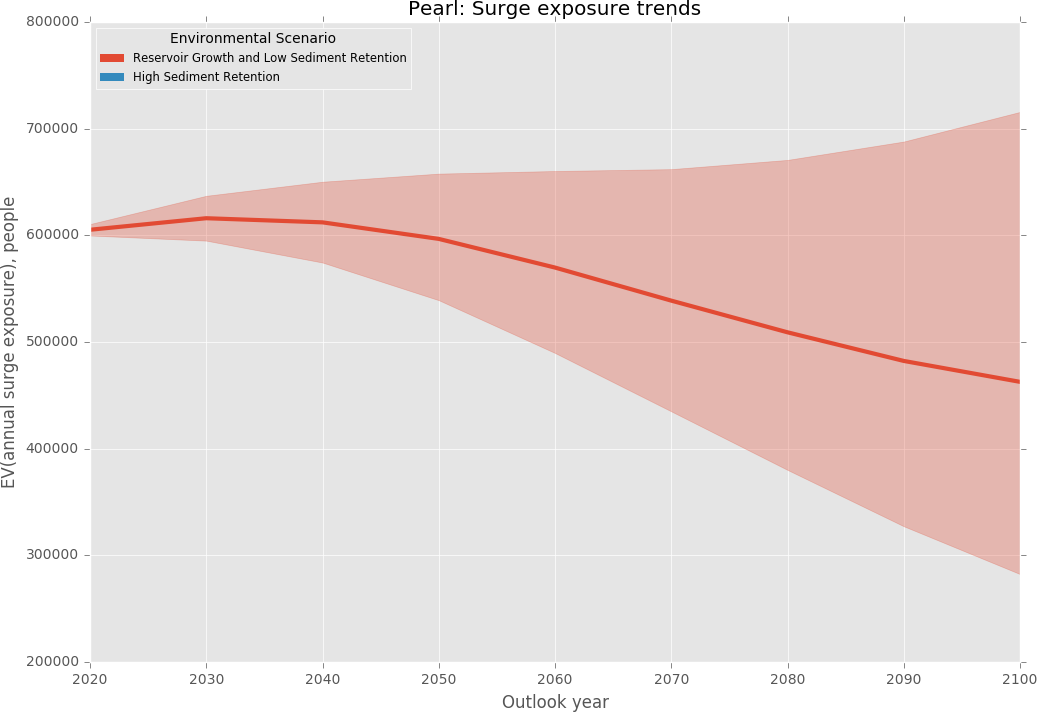 Pearl: Surge exposure trends
Environmental Scenario
Reservoir Growth and Low Sediment Retention
High Sediment Retention
EV(annual surge exposure), people
800000
700000
600000
500000
400000
300000
200000
2020 2030 2040 2050 2060 2070 2080 2090 2100
Outlook year